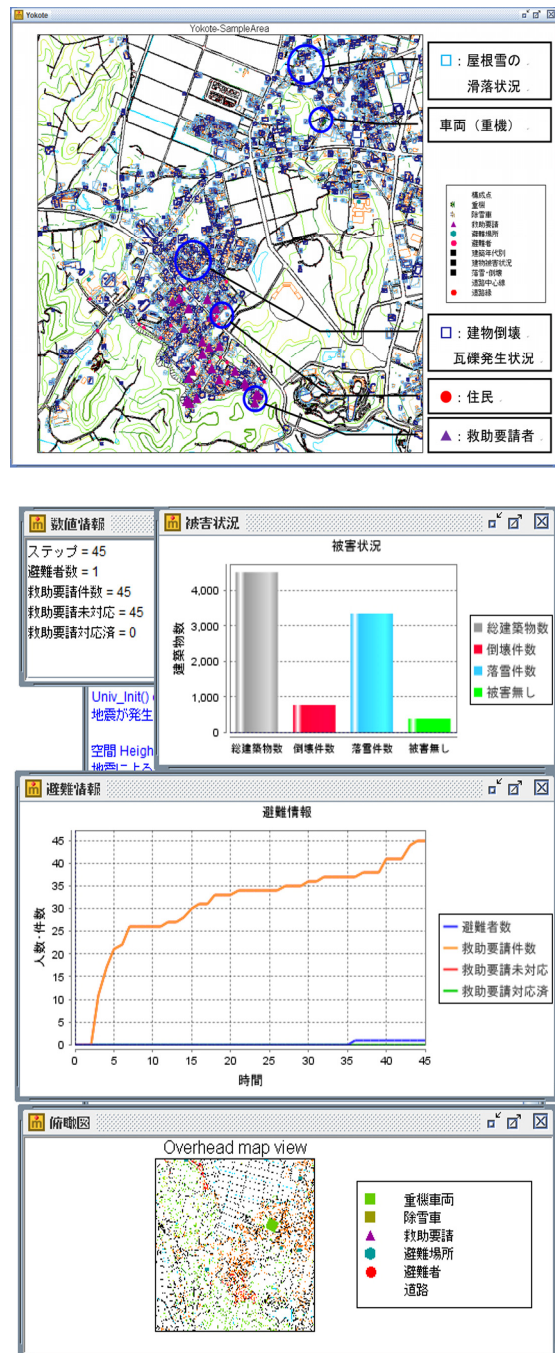 Yokote
Yokote-SampleArea
□：屋根雪の
滑落状況
車両（重機）
構成点
重機
除雪車
救助要請
避難場所
避難者
建築年代別
建物被害状況
落雪・倒壊
道路中心線
道路縁
□：建物倒壊
瓦礫発生状況
●：住民
▲：救助要請者
数値情報
ステップ = 45
避難者数 = 1
救助要請件数 = 45
救助要請未対応 = 45
救助要請対応済 = 0
Univ_Init()
地震が発生
空間 Heigh
地震による
被害状況
被害状況
建築物数
4,000
3,000
2,000
1,000
0
総建築物数 倒壊件数 落雪件数 被害無し
総建築物数
倒壊件数
落雪件数
被害無し
避難情報
避難情報
人数・件数
45
40
35
30
25
20
15
10
5
0
0 5 10 15 20 25 30 35 40 45
時間
避難者数
救助要請件数
救助要請未対応
救助要請対応済
俯瞰図
Overhead map view
重機車両
除雪車
救助要請
避難場所
避難者
道路